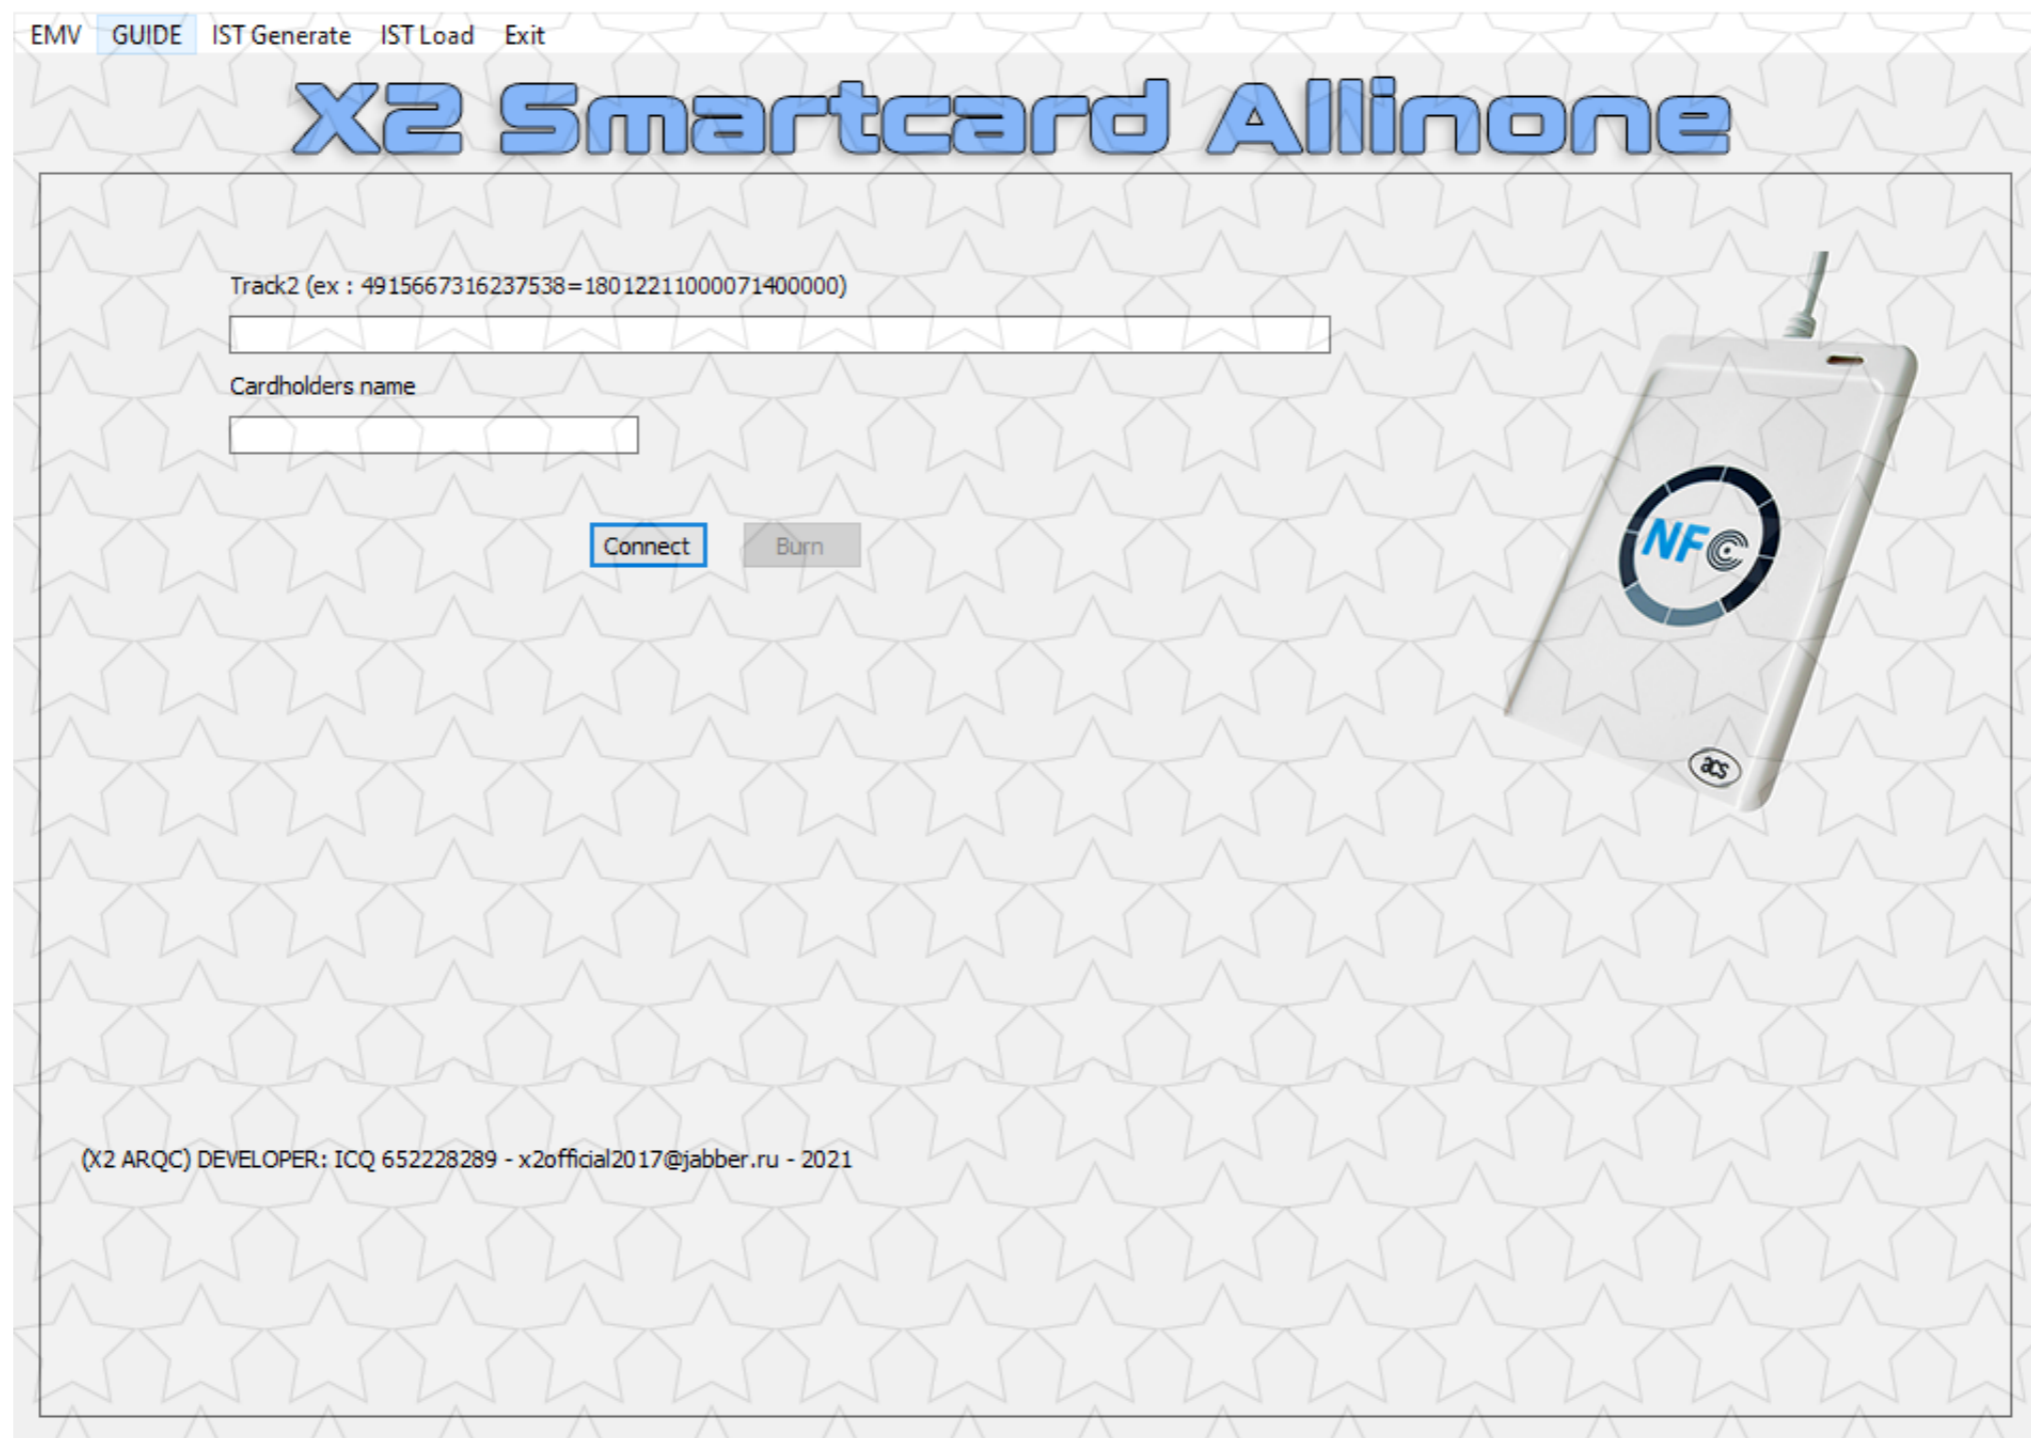 EMV GUIDE IST Generate IST Load Exit
X2 Smartcard Allinone
Track2 (ex : 4915667316237538=18012211000071400000)
Cardholders name
Connect Burn
NFC
acs
(X2 ARQC) DEVELOPER: ICQ 652228289 - x2official2017@jabber.ru - 2021